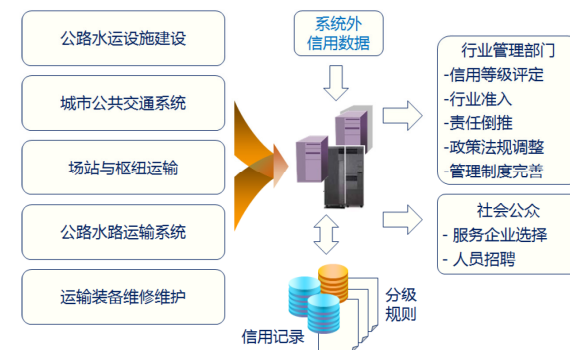 公路水运设施建设
城市公共交通系统
场站与枢纽运输
公路水路运输系统
运输装备维修维护
系统外
信用数据
信用记录
分级
规则
行业管理部门
-信用等级评定
-行业准入
-责任倒推
-政策法规调整
-管理制度完善
社会公众
- 服务企业选择
- 人员招聘